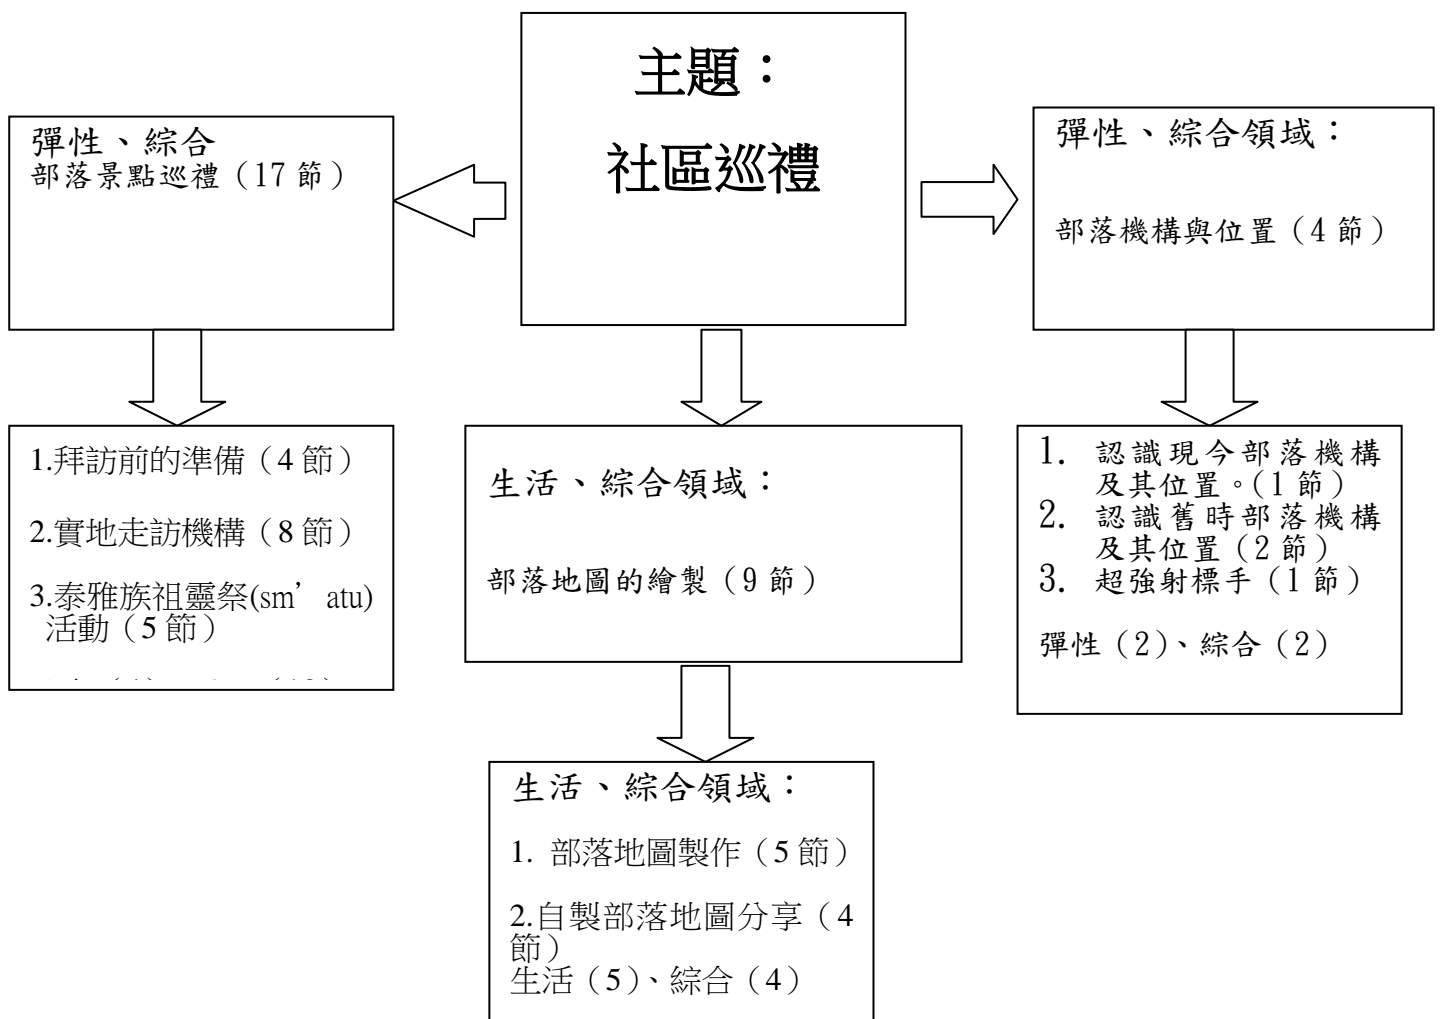 主題：
社區巡禮
彈性、綜合
部落景點巡禮（17 節）
彈性、綜合領域：
部落機構與位置（4 節）
1.拜訪前的準備（4 節）
2.實地走訪機構（8 節）
3.泰雅族祖靈祭(sm’ atu)
活動（5 節）
生活、綜合領域：
部落地圖的繪製（9 節）
1. 認識現今部落機構
及其位置。（1 節）
2. 認識舊時部落機構
及其位置（2 節）
3. 超強射標手（1 節）
彈性（2）、綜合（2）
生活、綜合領域：
1. 部落地圖製作（5 節）
2.自製部落地圖分享（4
節）
生活（5）、綜合（4）